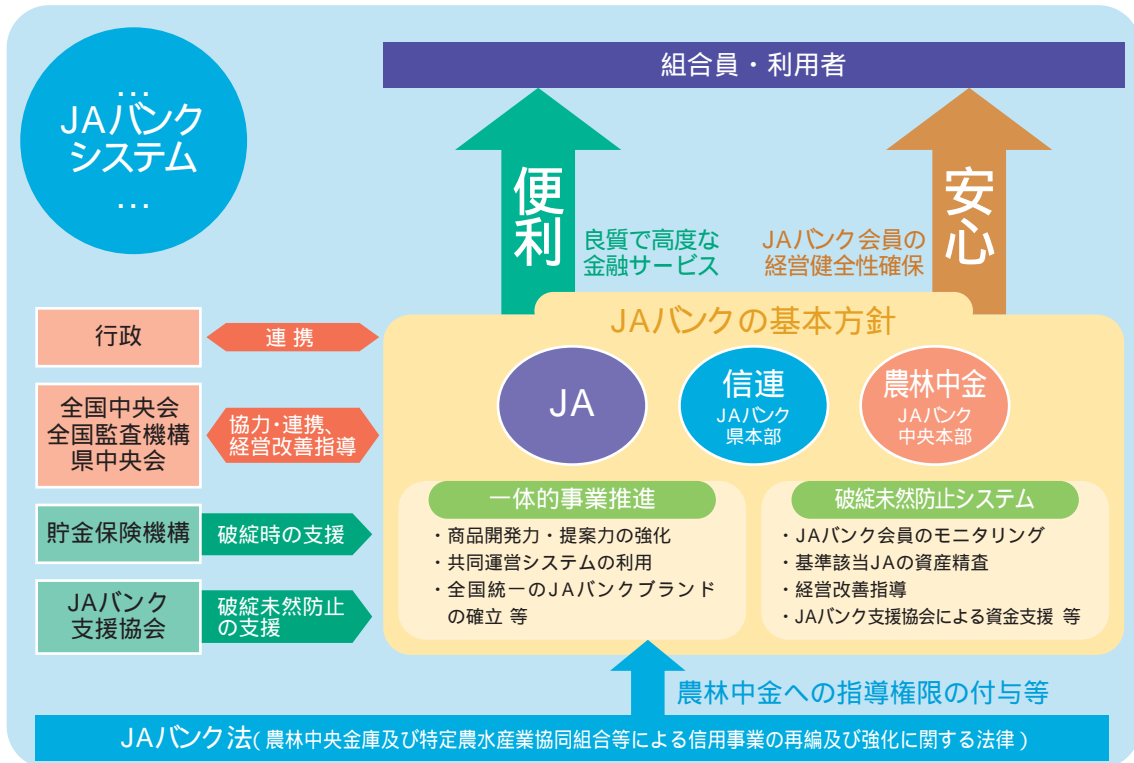 ...
JAバンク
システム
...
組合員・利用者
便利
良質で高度な
金融サービス
安心
JAバンク会員の
経営健全性確保
行政
連携
全国中央会
全国監査機構
県中央会
協力・連携、
経営改善指導
貯金保険機構
破綻時の支援
JAバンク
支援協会
破綻未然防止
の支援
JAバンクの基本方針
JA
信連
JAバンク
県本部
農林中金
JAバンク
中央本部
一体的事業推進
・商品開発力・提案力の強化
・共同運営システムの利用
・全国統一のJAバンクブランド
の確立 等
破綻未然防止システム
・JAバンク会員のモニタリング
・基準該当JAの資産精査
・経営改善指導
・JAバンク支援協会による資金支援 等
農林中金への指導権限の付与等
JAバンク法(農林中央金庫及び特定農水産業協同組合等による信用事業の再編及び強化に関する法律)